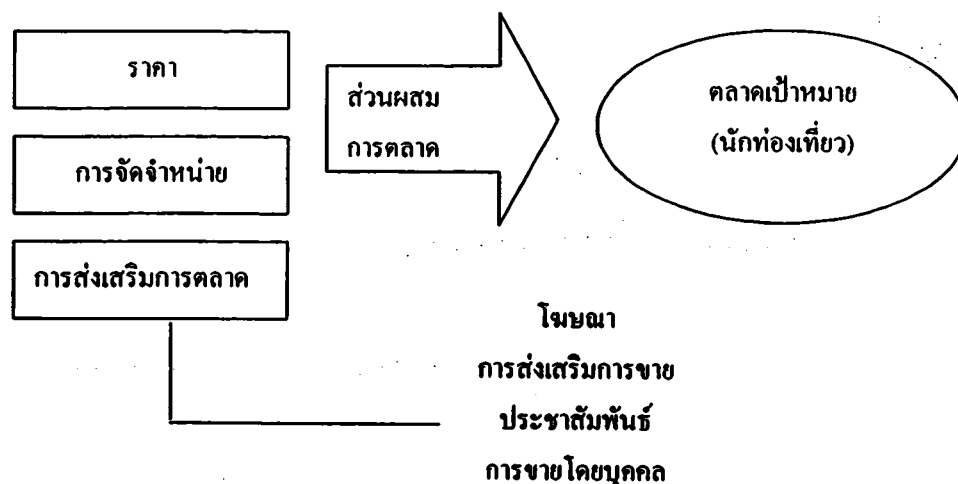 ราคา
การจัดจำหน่าย
การส่งเสริมการตลาด
ส่วนผสม
การตลาด
ตลาดเป้าหมาย
(นักท่องเที่ยว)
โฆษณา
การส่งเสริมการขาย
ประชาสัมพันธ์
การขายโดยบุคคล